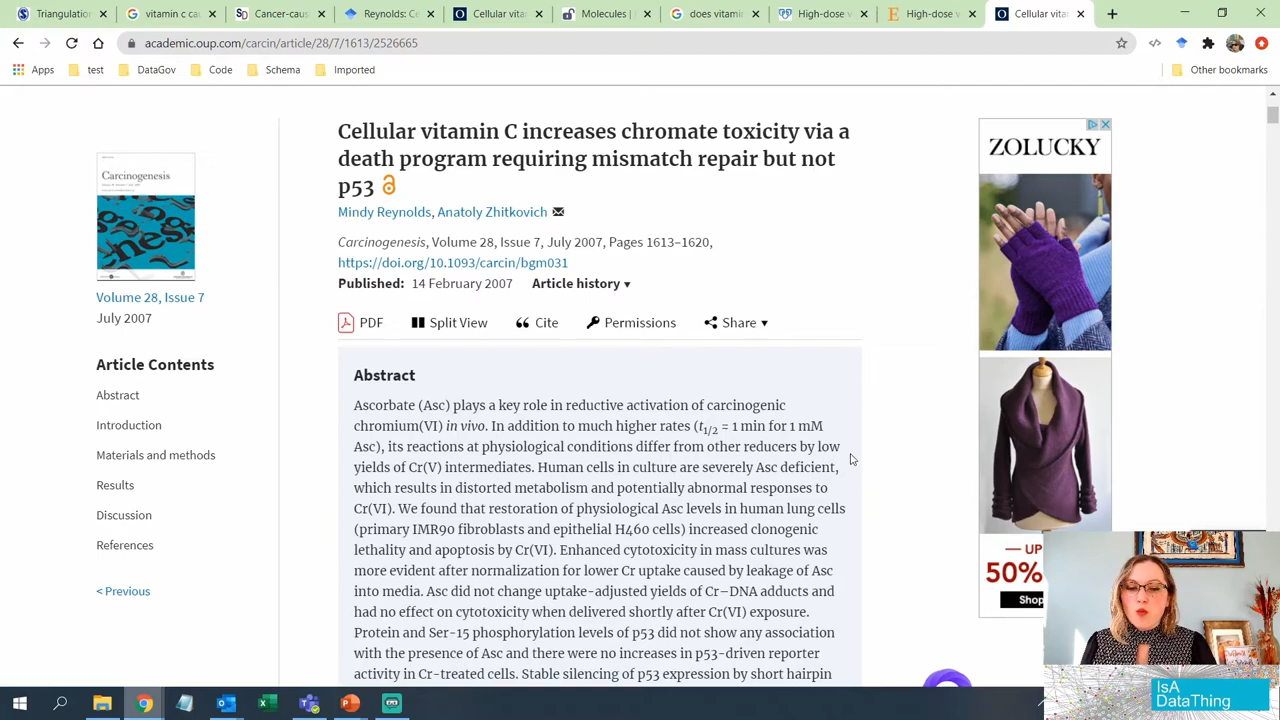 Reynolds - C
Cancer-vita
Cellular vita
Molecules |
does vitami
High-dose
High-dose v
Cellular vita
academic.oup.com/carcin/article/28/7/1613/2526665
Apps
test
DataGov
Code
Schema
Imported
Other bookmarks
Carcinogenesis
Volume 28, Issue 7
July 2007
Article Contents
Abstract
Introduction
Materials and methods
Results
Discussion
References
< Previous
Cellular vitamin C increases chromate toxicity via a
death program requiring mismatch repair but not
p53
Mindy Reynolds, Anatoly Zhitkovich
Carcinogenesis, Volume 28, Issue 7, July 2007, Pages 1613–1620,
https://doi.org/10.1093/carcin/bgm031
Published: 14 February 2007 Article history ▾
PDF
Split View
Cite
Permissions
Share ▾
Abstract
Ascorbate (Asc) plays a key role in reductive activation of carcinogenic
chromium(VI) in vivo. In addition to much higher rates (t1/2 = 1 min for 1 mM
Asc), its reactions at physiological conditions differ from other reducers by low
yields of Cr(V) intermediates. Human cells in culture are severely Asc deficient,
which results in distorted metabolism and potentially abnormal responses to
Cr(VI). We found that restoration of physiological Asc levels in human lung cells
(primary IMR90 fibroblasts and epithelial H460 cells) increased clonogenic
lethality and apoptosis by Cr(VI). Enhanced cytotoxicity in mass cultures was
more evident after normalization for lower Cr uptake caused by leakage of Asc
into media. Asc did not change uptake-adjusted yields of Cr–DNA adducts and
had no effect on cytotoxicity when delivered shortly after Cr(VI) exposure.
Protein and Ser-15 phosphorylation levels of p53 did not show any association
with the presence of Asc and there were no increases in p53-driven reporter
activity in Cr-treated cells. Stable silencing of p53 expression by short hairpin
ZOLUCKY
— UP
50%
Shop
IsA
DataThing